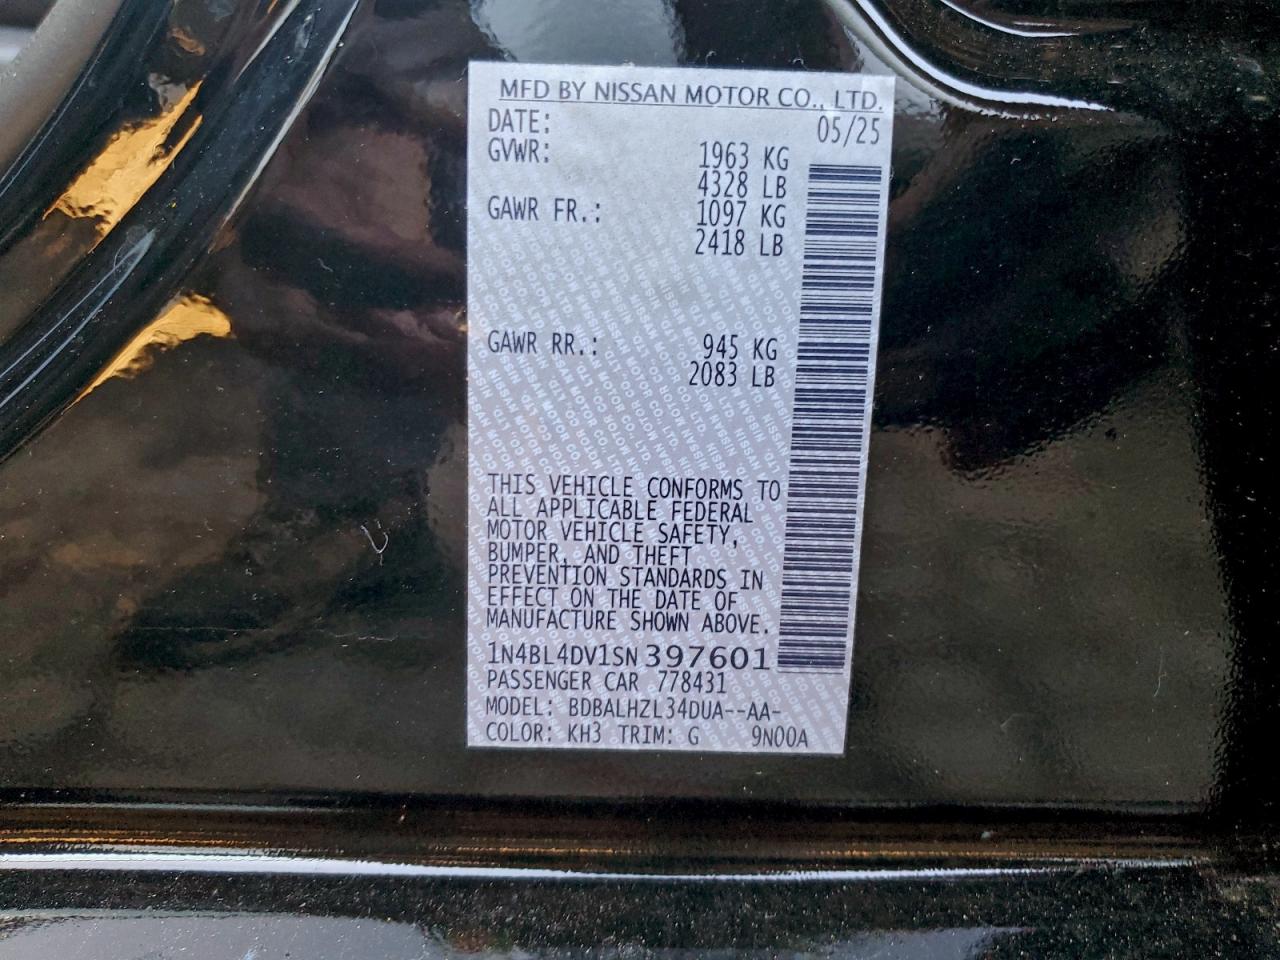 MFD BY NISSAN MOTOR CO., LTD.
DATE: 05/25
GVWR: 1963 KG
4328 LB
GAWR FR.: 1097 KG
2418 LB
GAWR RR.: 945 KG
2083 LB
THIS VEHICLE CONFORMS TO
ALL APPLICABLE FEDERAL
MOTOR VEHICLE SAFETY,
BUMPER, AND THEFT
PREVENTION STANDARDS IN
EFFECT ON THE DATE OF
MANUFACTURE SHOWN ABOVE.
1N4BL4DV1SN397601
PASSENGER CAR 778431
MODEL: BDBALHZL34DUA--AA-
COLOR: KH3 TRIM: G 9N00A